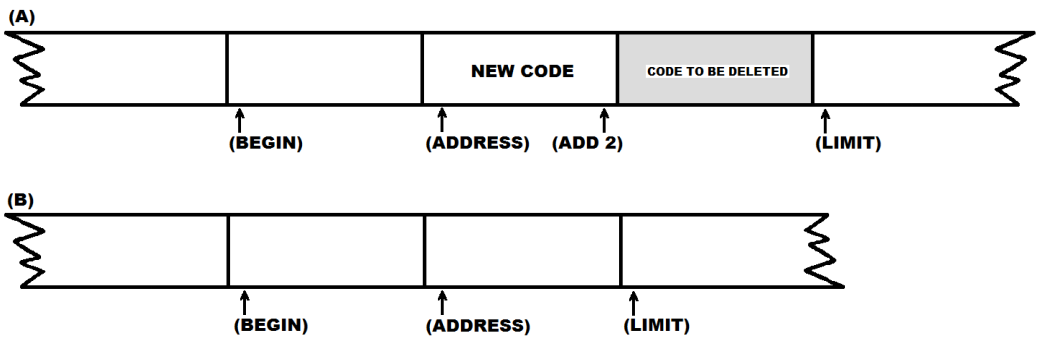 (A)
NEW CODE CODE TO BE DELETED
(BEGIN) (ADDRESS) (ADD 2) (LIMIT)
(B)
(BEGIN) (ADDRESS) (LIMIT)